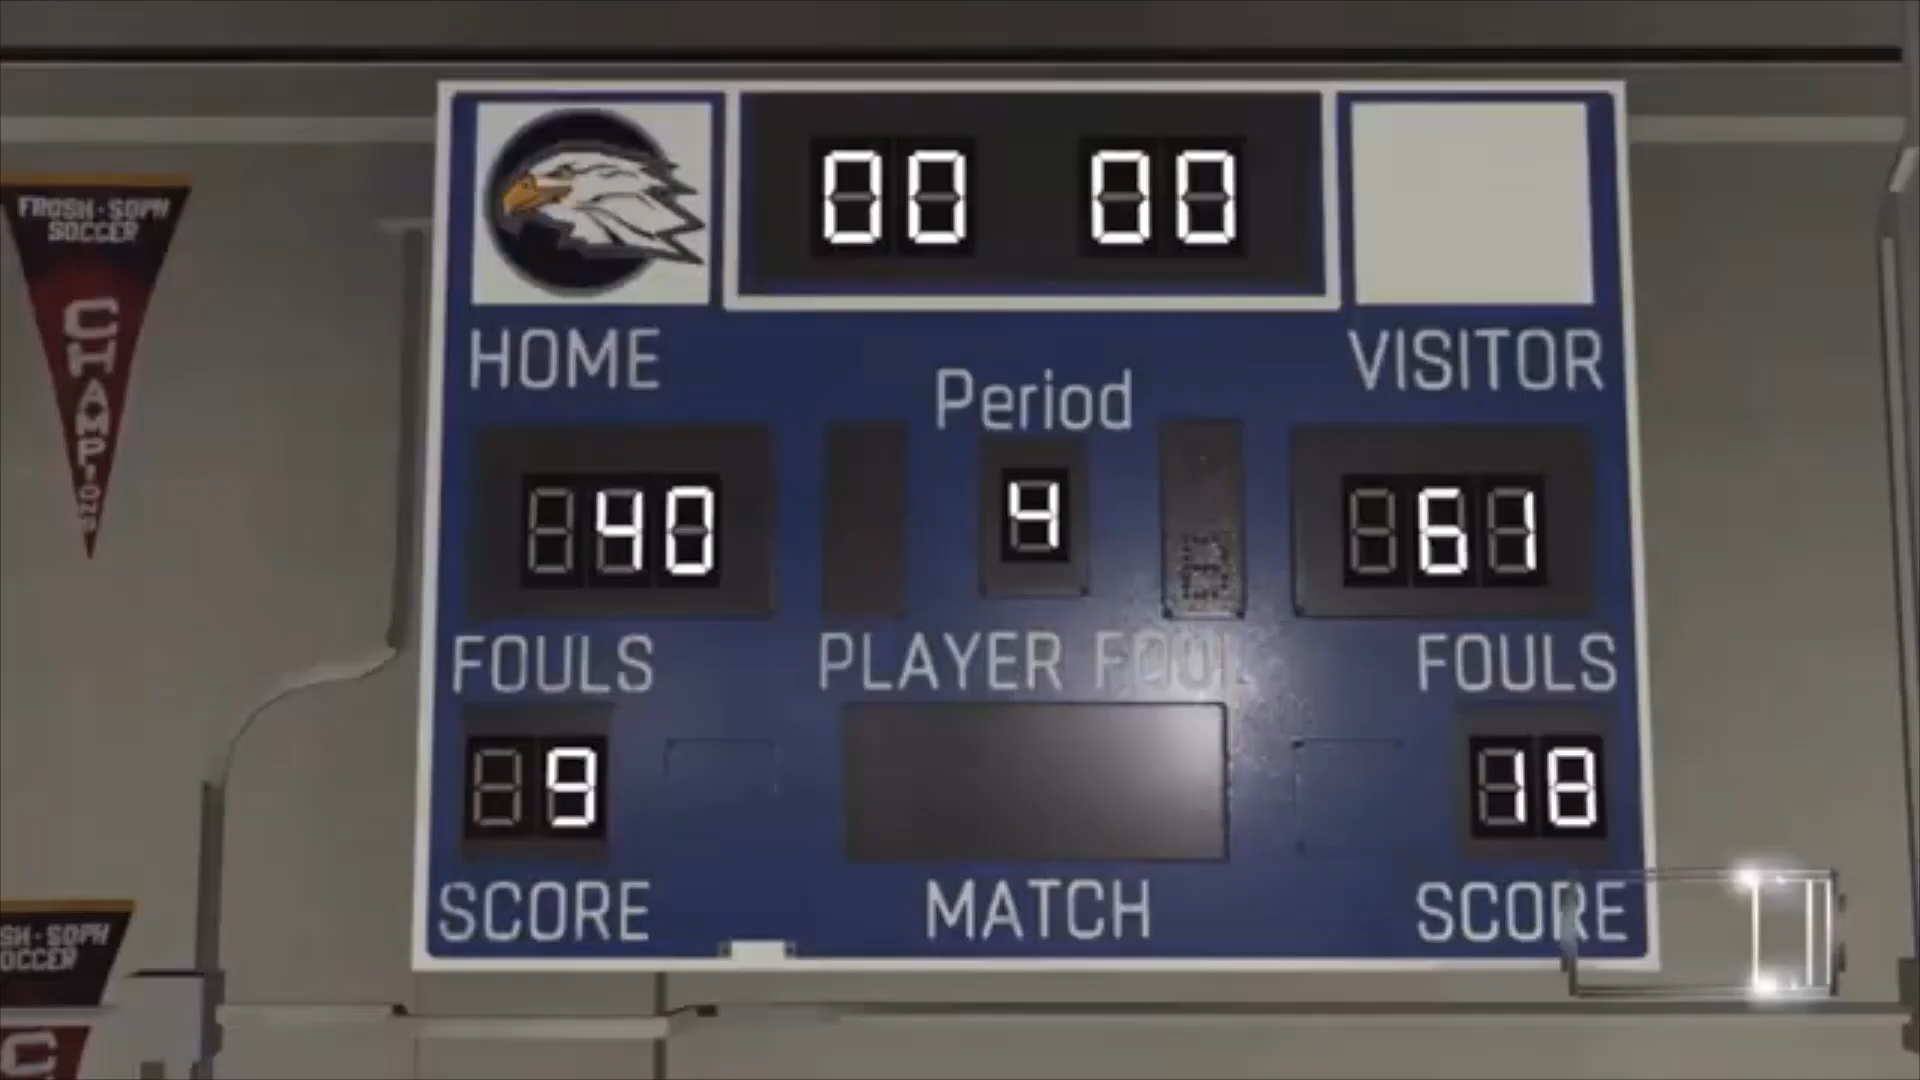 FROSH·SOPH
SOCCER
CHAMPIONS
00 00
HOME
VISITOR
Period
40
4
61
FOULS
PLAYER FOUL
FOULS
9
18
SCORE
MATCH
SCORE
SH·SOPH
OCCER
C